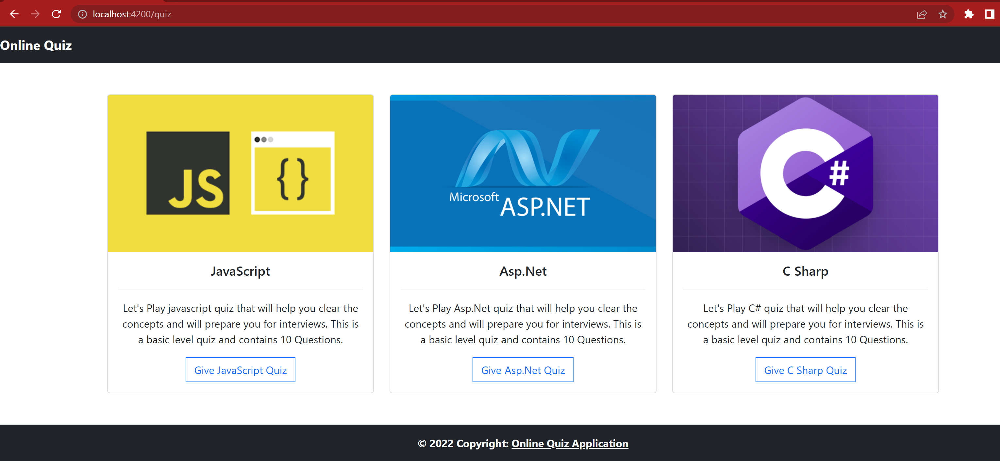 localhost:4200/quiz
Online Quiz
JS
{ }
Microsoft ASP.NET
C#
JavaScript
Let's Play javascript quiz that will help you clear the
concepts and will prepare you for interviews. This is
a basic level quiz and contains 10 Questions.
Give JavaScript Quiz
Asp.Net
Let's Play Asp.Net quiz that will help you clear the
concepts and will prepare you for interviews. This is
a basic level quiz and contains 10 Questions.
Give Asp.Net Quiz
C Sharp
Let's Play C# quiz that will help you clear the
concepts and will prepare you for interviews. This is
a basic level quiz and contains 10 Questions.
Give C Sharp Quiz
© 2022 Copyright: Online Quiz Application